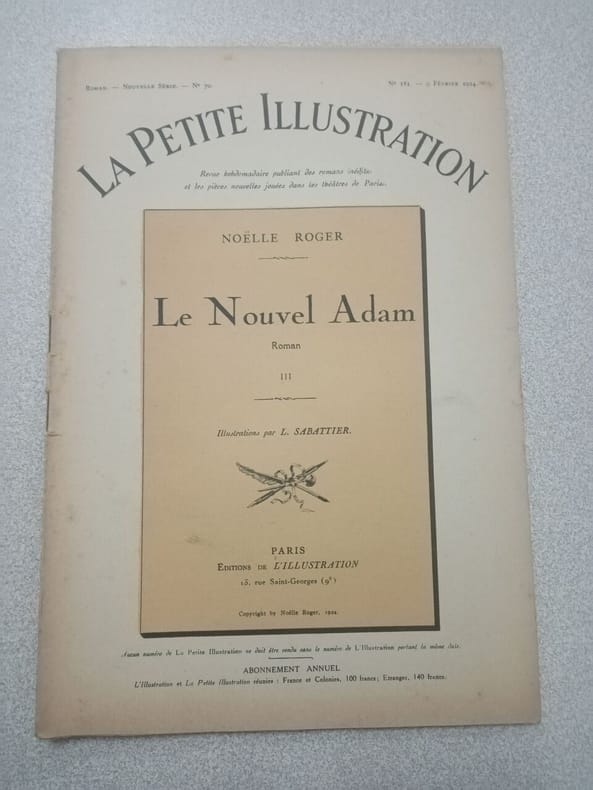 Roman. — Nouvelle Série. — N° 70.
N° 181. — 9 Février 1924.
LA PETITE ILLUSTRATION
Revue hebdomadaire publiant des romans inédits
et les pièces nouvelles jouées dans les théâtres de Paris.
NOËLLE ROGER
Le Nouvel Adam
Roman
III
Illustrations par L. SABATTIER.
PARIS
Éditions de L'ILLUSTRATION
13, rue Saint-Georges (9e)
Copyright by Noëlle Roger, 1924.
Aucun numéro de La Petite Illustration ne doit être vendu sans le numéro de L'Illustration portant la même date.
ABONNEMENT ANNUEL
L'Illustration et La Petite Illustration réunies : France et Colonies, 100 francs; Etranger, 140 francs.